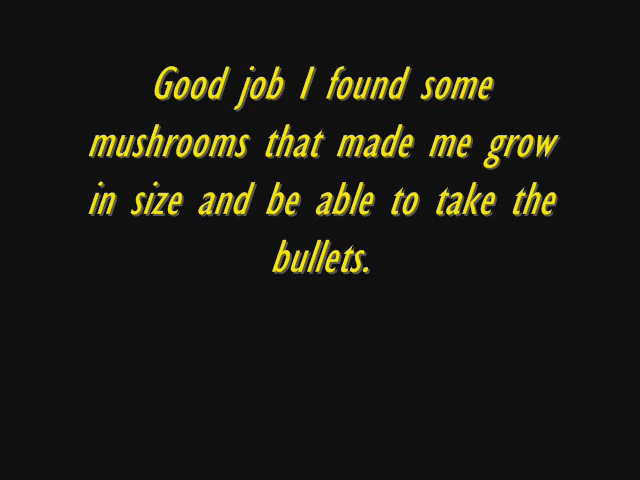 Good job I found some
mushrooms that made me grow
in size and be able to take the
bullets.